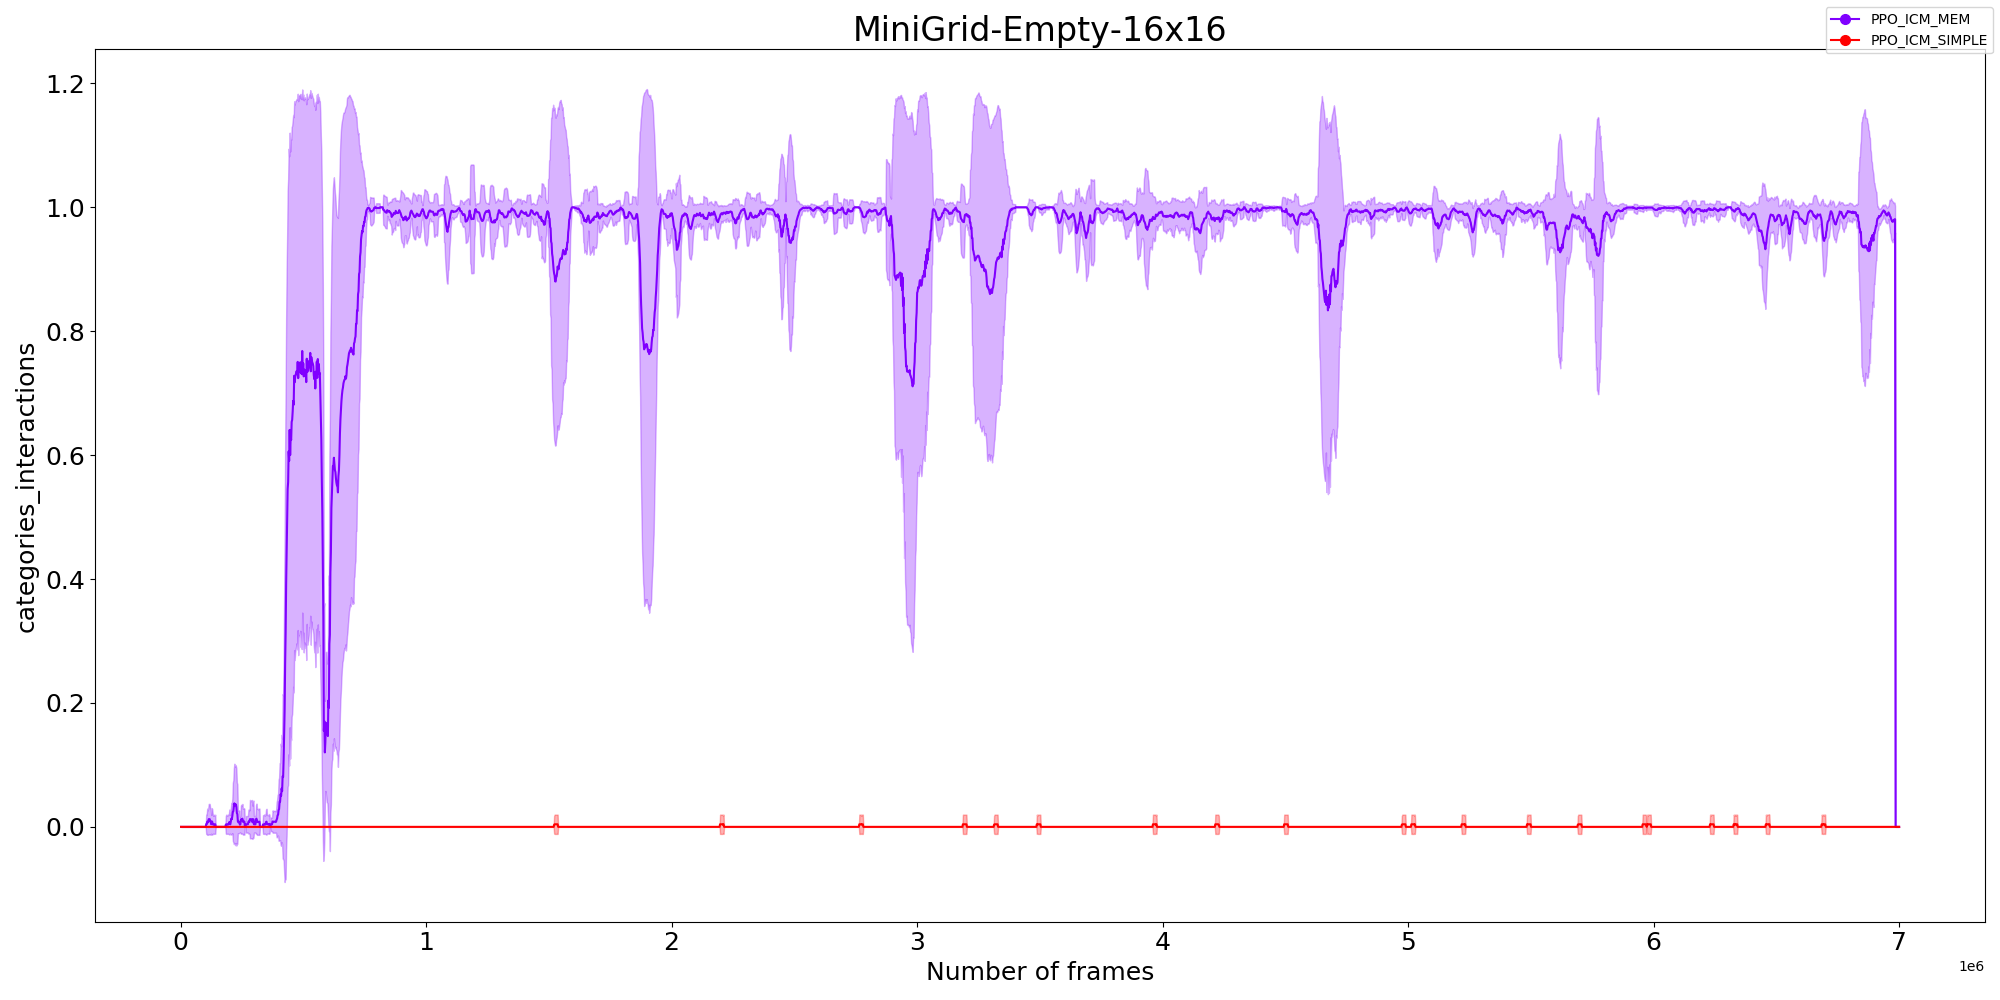 MiniGrid-Empty-16x16
PPO_ICM_MEM
PPO_ICM_SIMPLE
categories_interactions
1.2
1.0
0.8
0.6
0.4
0.2
0.0
0 1 2 3 4 5 6 7
1e6
Number of frames